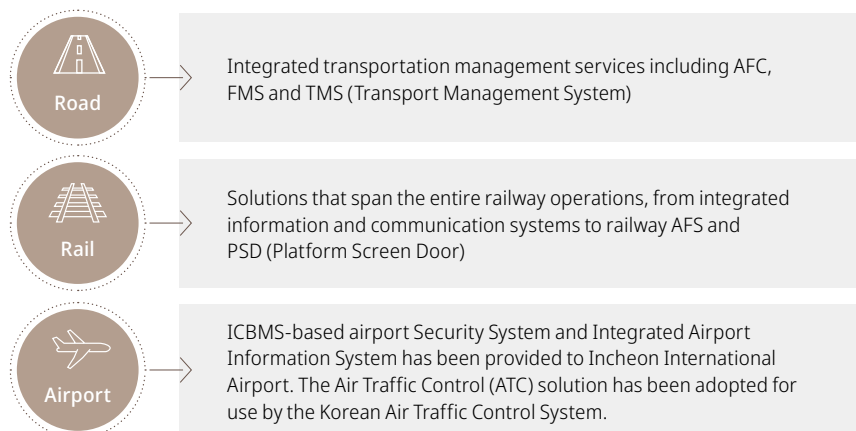 Road
Integrated transportation management services including AFC,
FMS and TMS (Transport Management System)
Rail
Solutions that span the entire railway operations, from integrated
information and communication systems to railway AFS and
PSD (Platform Screen Door)
Airport
ICBMS-based airport Security System and Integrated Airport
Information System has been provided to Incheon International
Airport. The Air Traffic Control (ATC) solution has been adopted for
use by the Korean Air Traffic Control System.